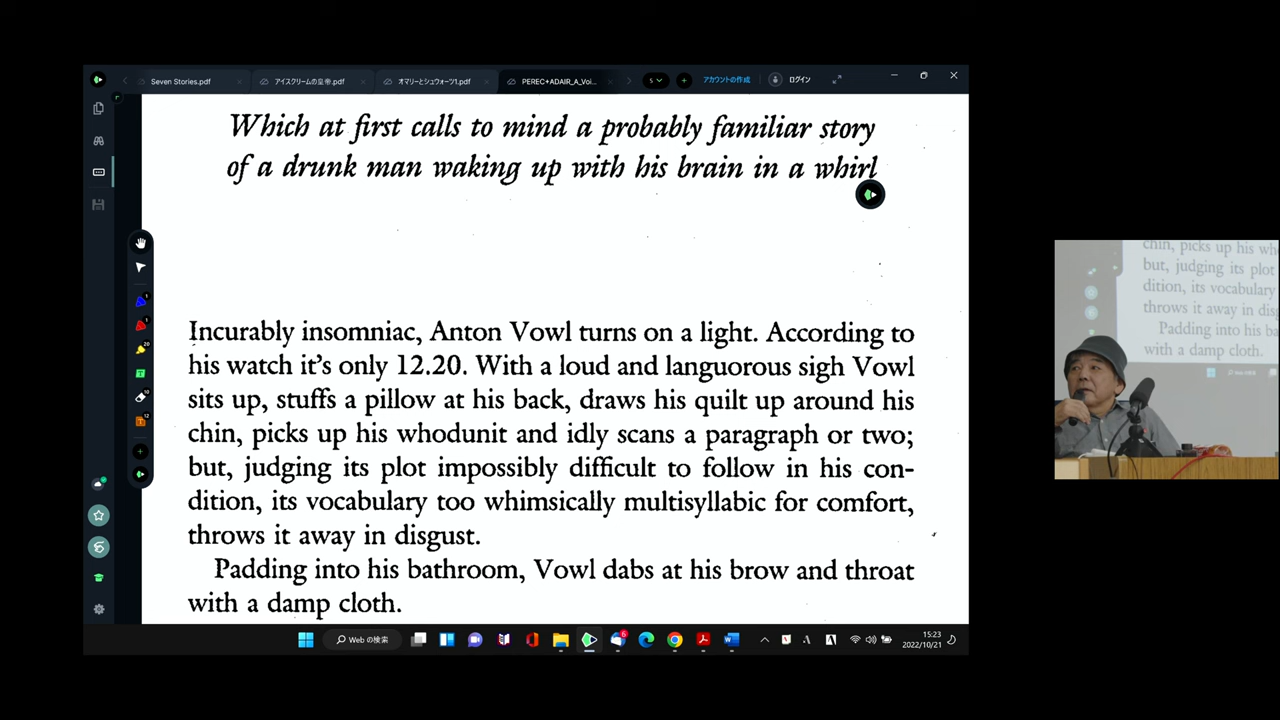 Seven Stories.pdf
アイスクリームの皇帝.pdf
オマリーとシュウォーツ1.pdf
PEREC+ADAIR_A_Voi...
5
アカウントの作成
ログイン
Which at first calls to mind a probably familiar story
of a drunk man waking up with his brain in a whirl
Incurably insomniac, Anton Vowl turns on a light. According to
his watch it's only 12.20. With a loud and languorous sigh Vowl
sits up, stuffs a pillow at his back, draws his quilt up around his
chin, picks up his whodunit and idly scans a paragraph or two;
but, judging its plot impossibly difficult to follow in his con-
dition, its vocabulary too whimsically multisyllabic for comfort,
throws it away in disgust.
Padding into his bathroom, Vowl dabs at his brow and throat
with a damp cloth.
Web の検索
15:23
2022/10/21
chin, picks up his wh
but, judging its plot
dition, its vocabulary
throws it away in disg
Padding into his ba
with a damp cloth.